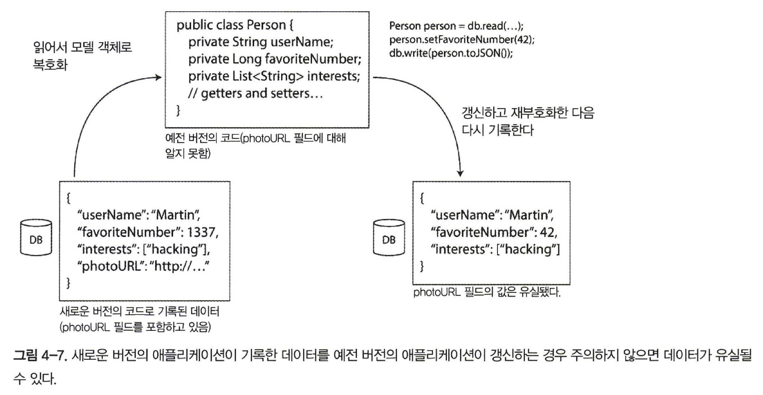 읽어서 모델 객체로
복호화
public class Person {
private String userName;
private Long favoriteNumber;
private List<String> interests;
// getters and setters…
}
Person person = db.read(…);
person.setFavoriteNumber(42);
db.write(person.toJSON());
예전 버전의 코드(photoURL 필드에 대해
알지 못함)
갱신하고 재부호화한 다음
다시 기록한다
DB
{
"userName": "Martin",
"favoriteNumber": 1337,
"interests": ["hacking"],
"photoURL": "http://…"
}
새로운 버전의 코드로 기록된 데이터
(photoURL 필드를 포함하고 있음)
DB
{
"userName": "Martin",
"favoriteNumber": 42,
"interests": ["hacking"]
}
photoURL 필드의 값은 유실됐다.
그림 4-7. 새로운 버전의 애플리케이션이 기록한 데이터를 예전 버전의 애플리케이션이 갱신하는 경우 주의하지 않으면 데이터가 유실될
수 있다.